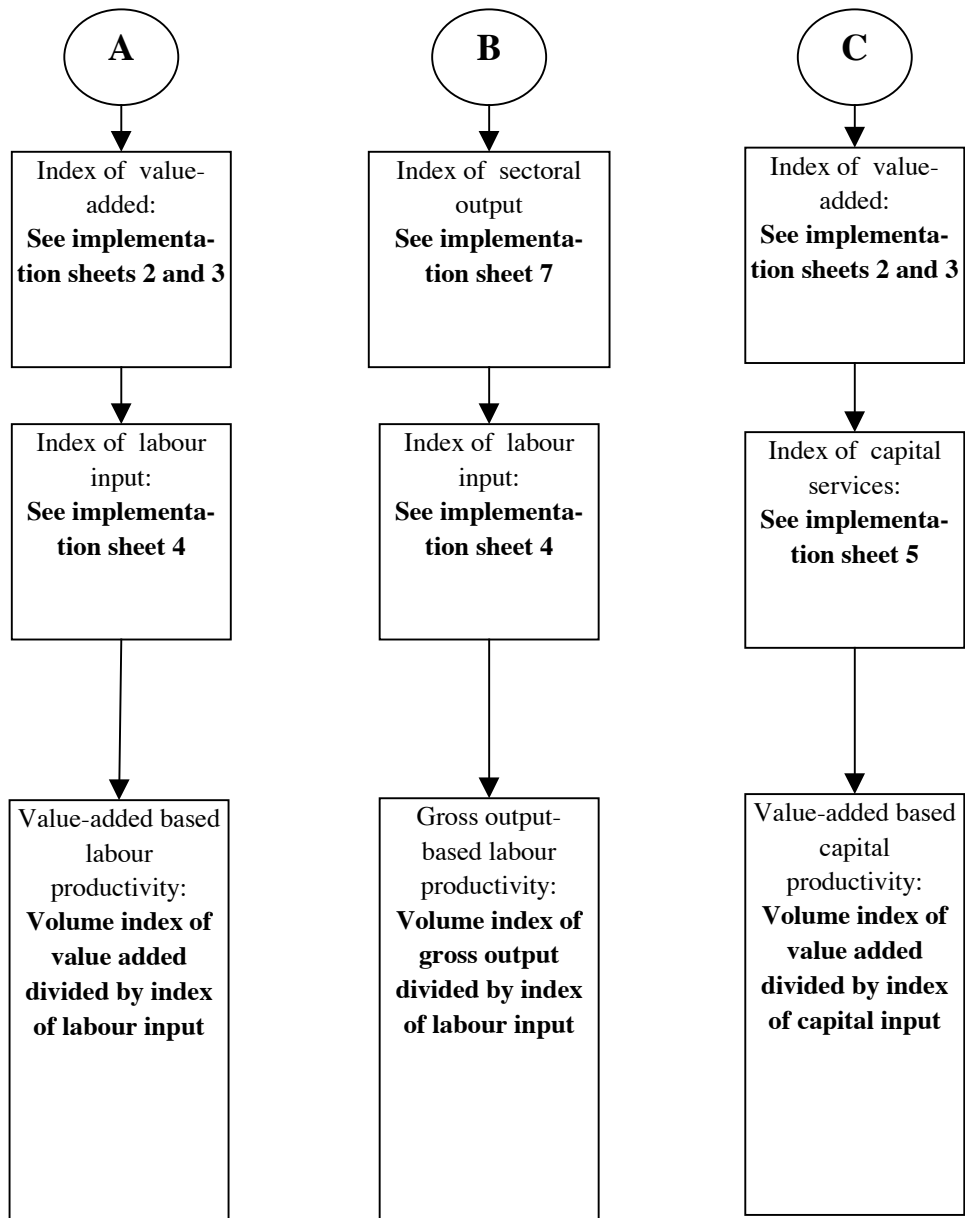 A
Index of value-
added:
See implementa-
tion sheets 2 and 3
Index of labour
input:
See implementa-
tion sheet 4
Value-added based
labour
productivity:
Volume index of
value added
divided by index
of labour input
B
Index of sectoral
output
See implementa-
tion sheet 7
Index of labour
input:
See implementa-
tion sheet 4
Gross output-
based labour
productivity:
Volume index of
gross output
divided by index
of labour input
C
Index of value-
added:
See implementa-
tion sheets 2 and 3
Index of capital
services:
See implementa-
tion sheet 5
Value-added based
capital
productivity:
Volume index of
value added
divided by index
of capital input